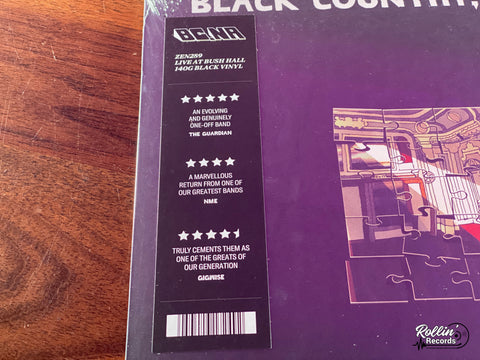 BLACK COUNTRY,
BC,NR
ZEN289
LIVE AT BUSH HALL
140G BLACK VINYL
AN EVOLVING
AND GENUINELY
ONE-OFF BAND
THE GUARDIAN
A MARVELLOUS
RETURN FROM ONE OF
OUR GREATEST BANDS
NME
TRULY CEMENTS THEM AS
ONE OF THE GREATS OF
OUR GENERATION
GIGWISE
Rollin'
Records